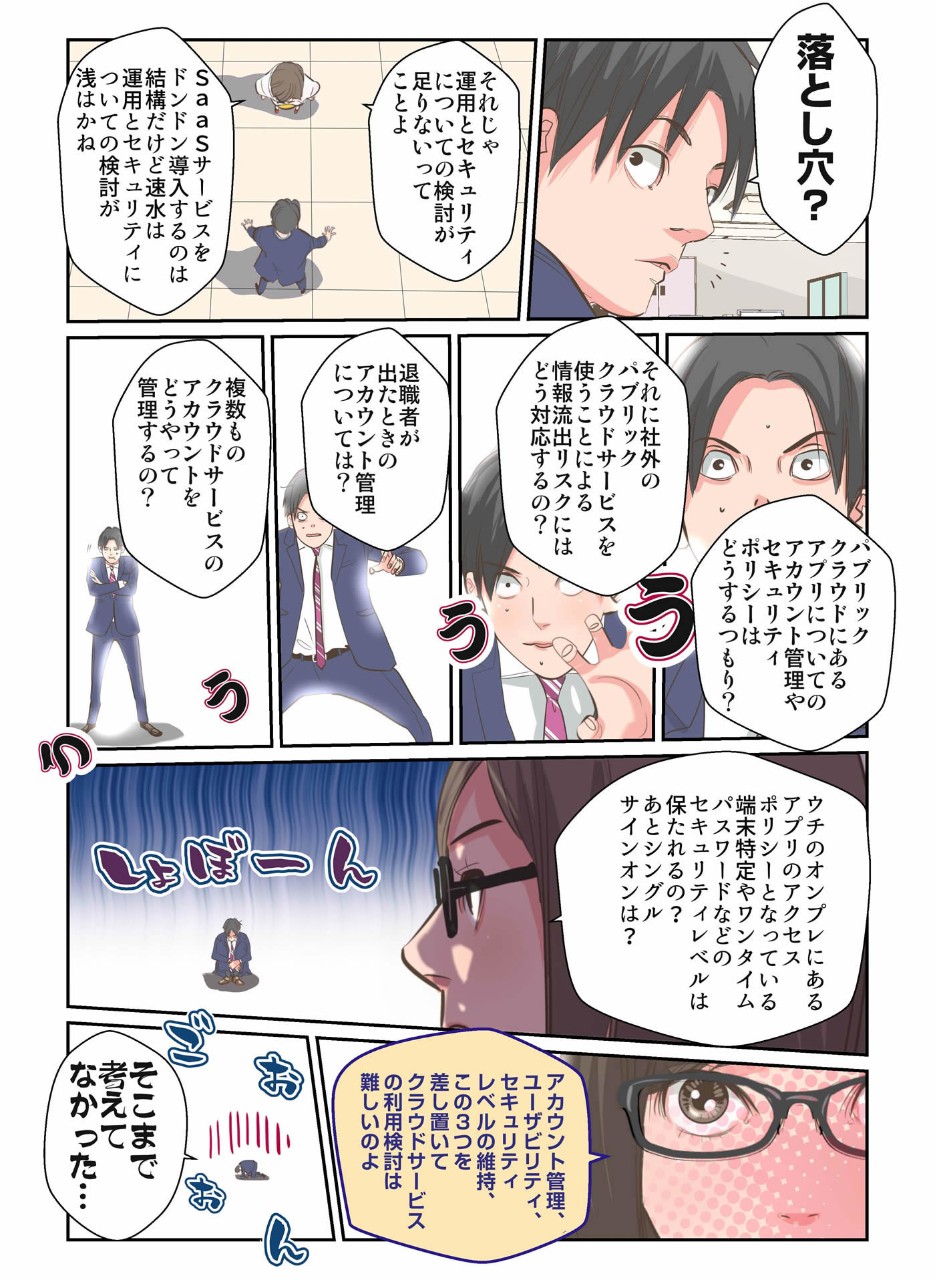 落とし穴？
それじゃ
運用とセキュリティ
についての検討が
足りないって
ことよ
ＳａａＳサービスを
ドンドン導入するのは
結構だけど速水は
運用とセキュリティに
ついての検討が
浅はかね
パブリック
クラウドにある
アプリについての
アカウント管理や
セキュリティ
ポリシーは
どうするつもり？
それに社外の
パブリック
クラウドサービスを
使うことによる
情報流出リスクには
どう対応するの？
退職者が
出たときの
アカウント管理
については？
複数もの
クラウドサービスの
アカウントを
どうやって
管理するの？
う
う
う
っ
ウチのオンプレにある
アプリのアクセス
ポリシーとなっている
端末特定やワンタイム
パスワードなどの
セキュリティレベルは
保たれるの？
あとシングル
サインオンは？
しょぼーん
アカウント管理、
ユーザビリティ、
セキュリティ
レベルの維持、
この３つを
差し置いて
クラウドサービス
の利用検討は
難しいのよ
ごおおん
そこまで
考えて
なかった…